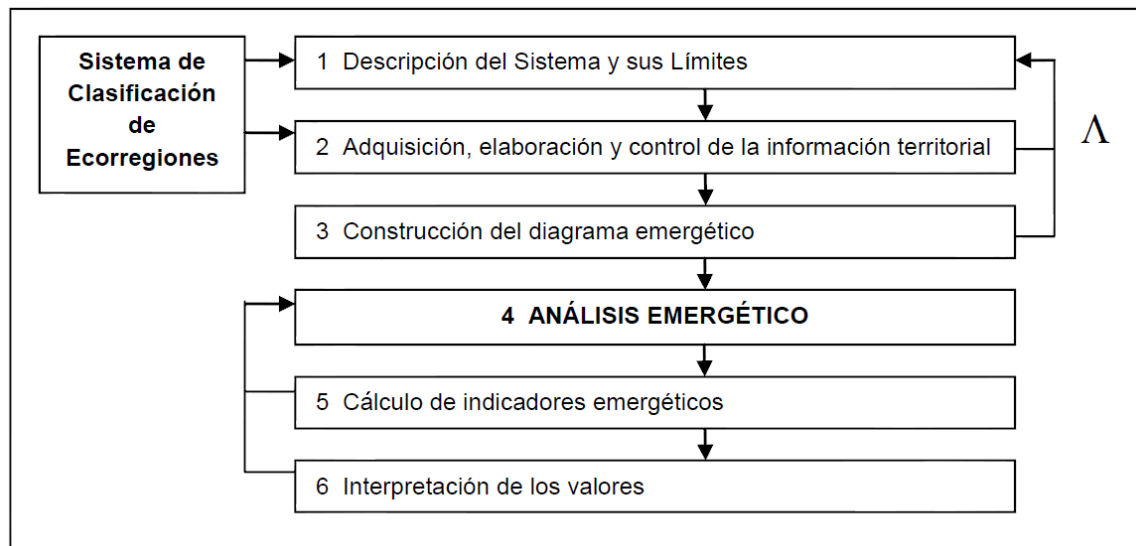 Sistema de
Clasificación
de
Ecorregiones
1 Descripción del Sistema y sus Límites
2 Adquisición, elaboración y control de la información territorial
3 Construcción del diagrama emergético
4 ANÁLISIS EMERGÉTICO
5 Cálculo de indicadores emergéticos
6 Interpretación de los valores
Λ